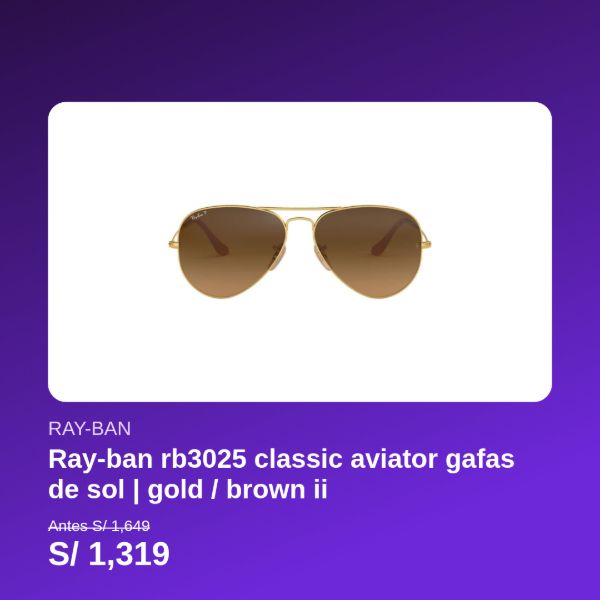 RAY-BAN
Ray-ban rb3025 classic aviator gafas
de sol | gold / brown ii
Antes S/ 1,649
S/ 1,319